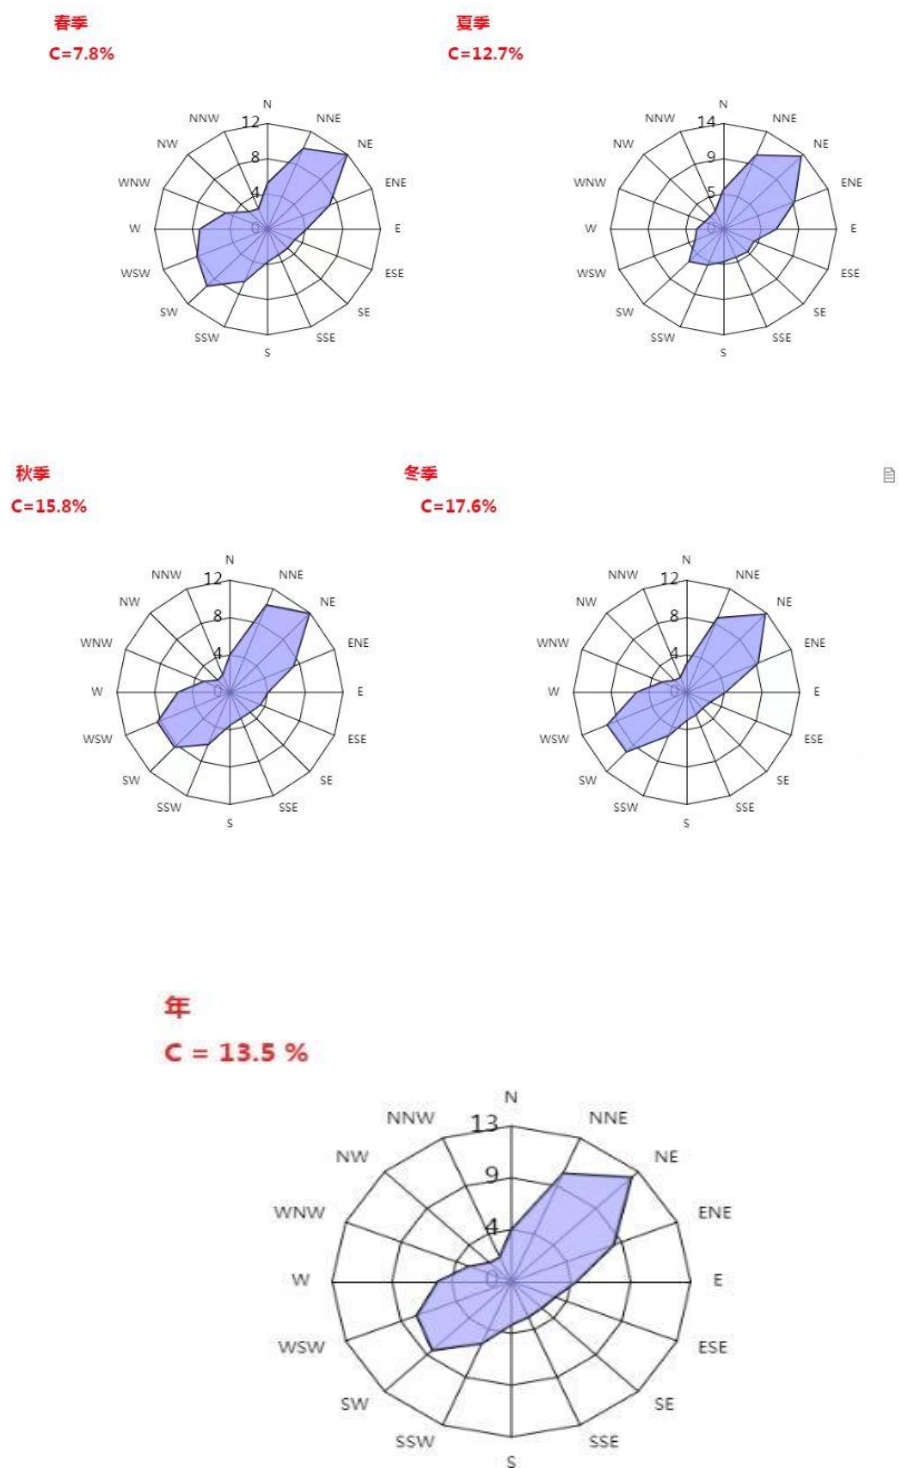 春季
C=7.8%
夏季
C=12.7%
N
NNW
12
NNE
NW
8
NE
WNW
4
ENE
W
0
E
WSW
ESE
SW
SE
SSW
SSE
S
N
NNW
14
NNE
NW
9
NE
WNW
5
ENE
W
0
E
WSW
ESE
SW
SE
SSW
SSE
S
秋季
C=15.8%
冬季
C=17.6%
N
NNW
12
NNE
NW
8
NE
WNW
4
ENE
W
0
E
WSW
ESE
SW
SE
SSW
SSE
S
N
NNW
12
NNE
NW
8
NE
WNW
4
ENE
W
0
E
WSW
ESE
SW
SE
SSW
SSE
S
年
C = 13.5 %
N
NNW
13
NNE
NW
9
NE
WNW
4
ENE
W
0
E
WSW
ESE
SW
SE
SSW
SSE
S